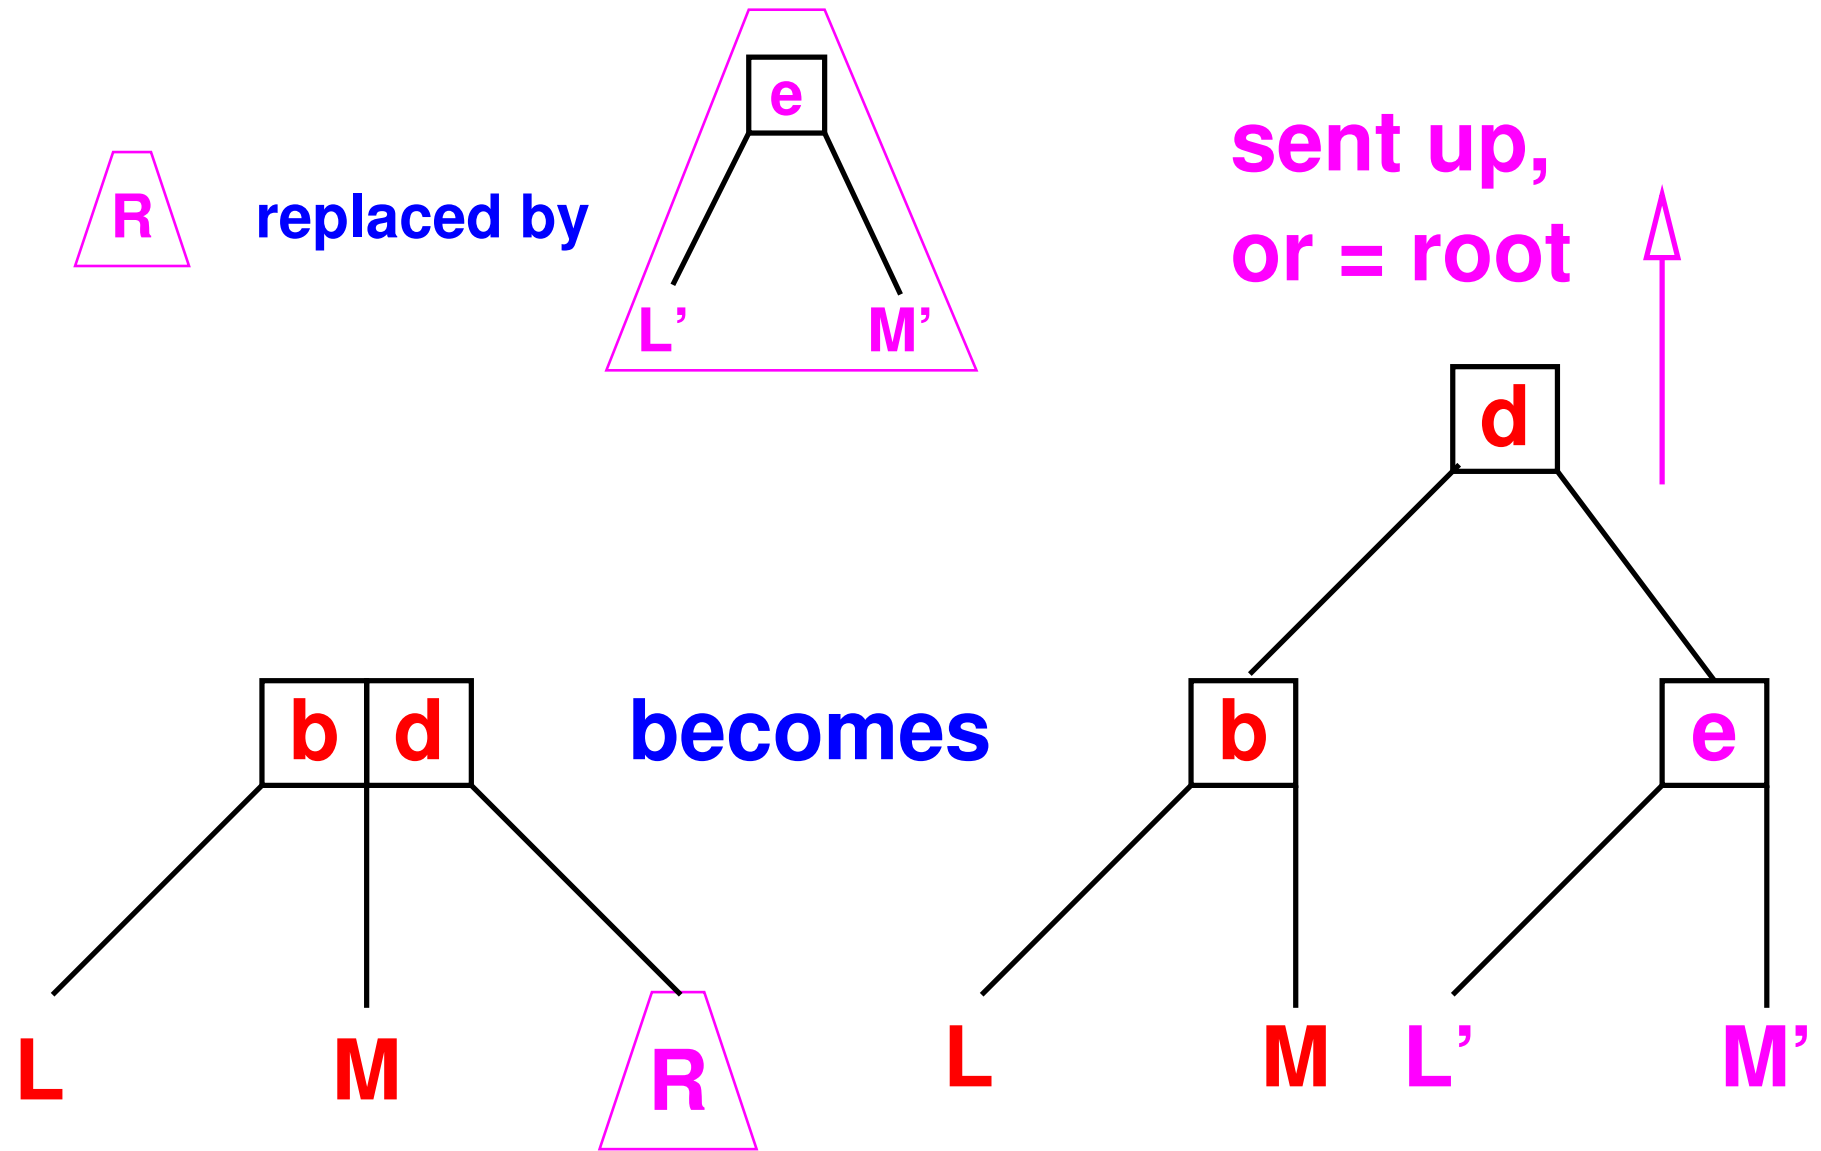 e
sent up,
R replaced by
or = root
L’ M’
d
b d becomes b e
L M R L M L’ M’